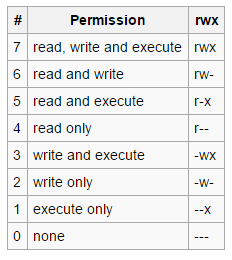 # Permission rwx
7 read, write and execute rwx
6 read and write rw-
5 read and execute r-x
4 read only r--
3 write and execute -wx
2 write only -w-
1 execute only --x
0 none ---